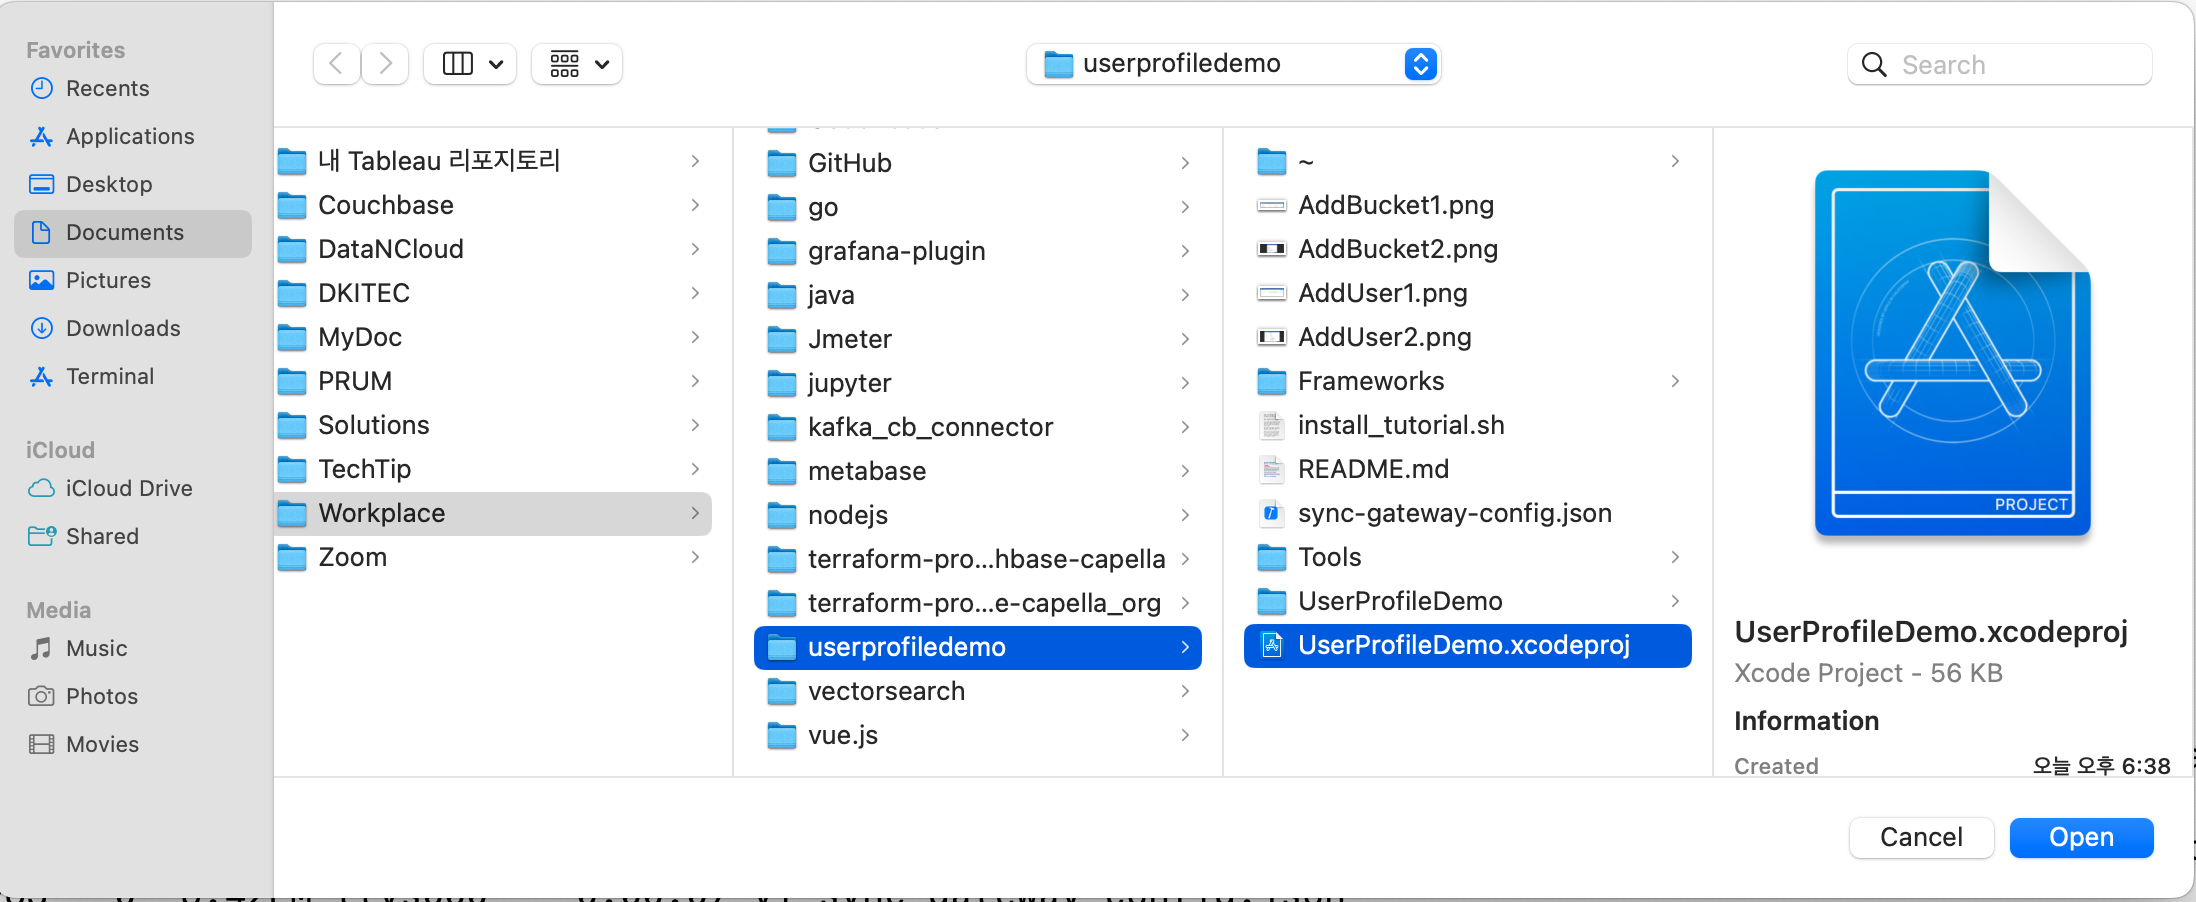 Favorites
Recents
Applications
Desktop
Documents
Pictures
Downloads
Terminal
iCloud
iCloud Drive
Shared
Media
Music
Photos
Movies
userprofiledemo
Search
내 Tableau 리포지토리
Couchbase
DataNCloud
DKITEC
MyDoc
PRUM
Solutions
TechTip
Workplace
Zoom
GitHub
go
grafana-plugin
java
Jmeter
jupyter
kafka_cb_connector
metabase
nodejs
terraform-pro...hbase-capella
terraform-pro...e-capella_org
userprofiledemo
vectorsearch
vue.js
~
AddBucket1.png
AddBucket2.png
AddUser1.png
AddUser2.png
Frameworks
install_tutorial.sh
README.md
sync-gateway-config.json
Tools
UserProfileDemo
UserProfileDemo.xcodeproj
PROJECT
UserProfileDemo.xcodeproj
Xcode Project - 56 KB
Information
Created 오늘 오후 6:38
Cancel
Open